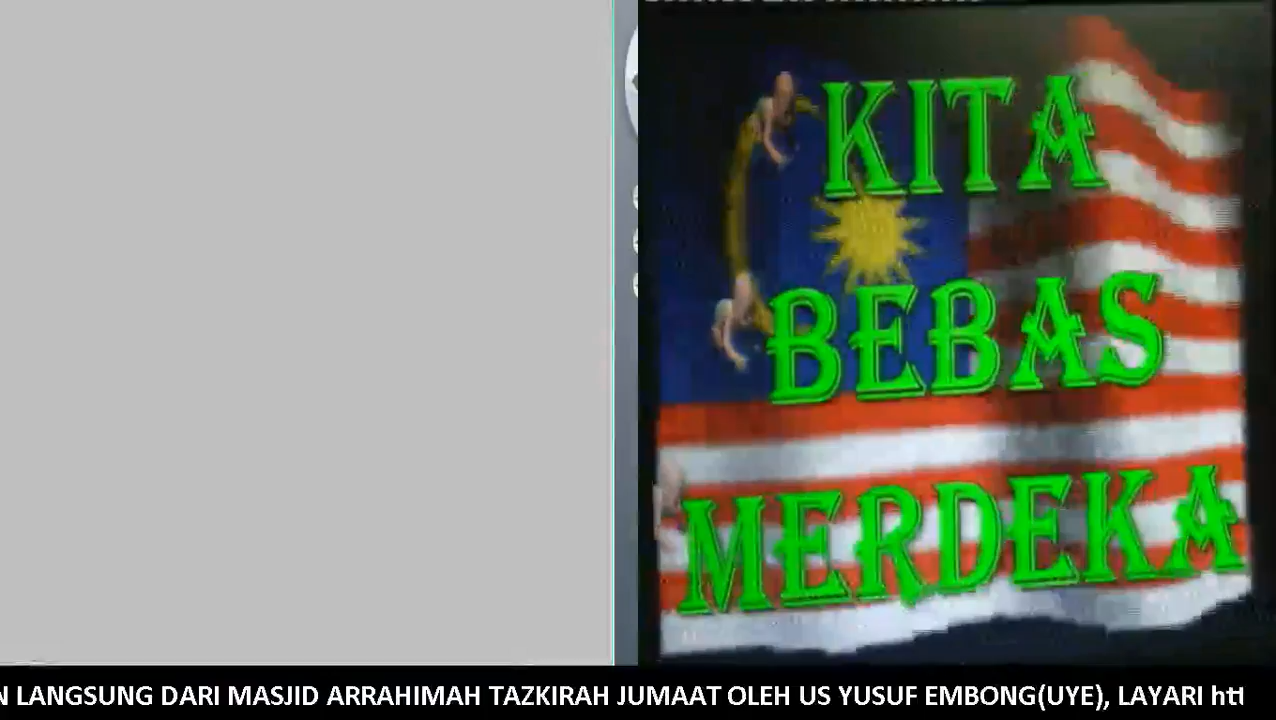 KITA
BEBAS
MERDEKA
LANGSUNG DARI MASJID ARRAHIMAH TAZKIRAH JUMAAT OLEH US YUSUF EMBONG(UYE), LAYARI htt